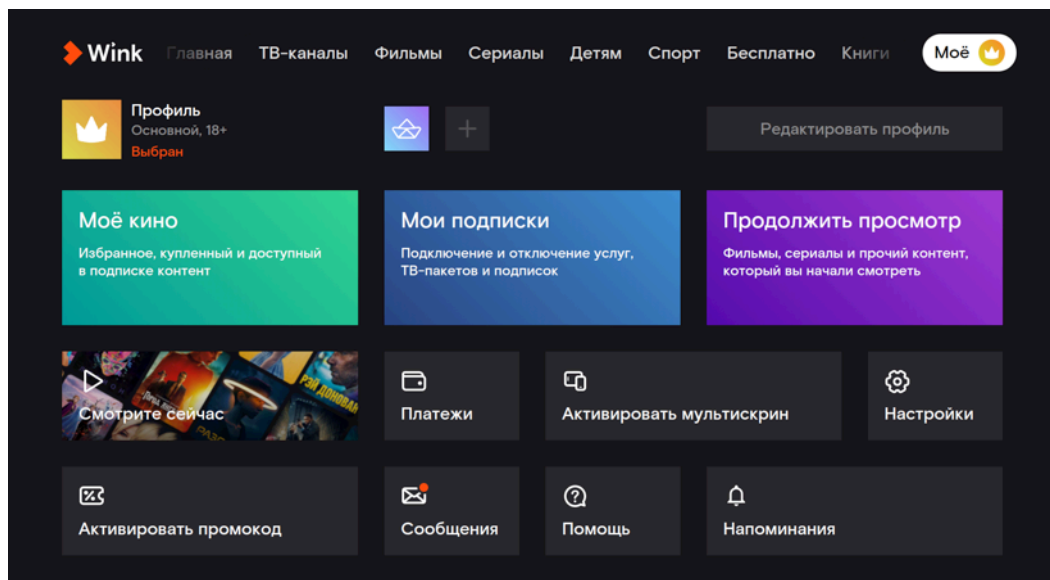 Wink Главная ТВ-каналы Фильмы Сериалы Детям Спорт Бесплатно Книги Моё
Профиль
Основной, 18+
Выбран
Редактировать профиль
Моё кино
Избранное, купленный и доступный
в подписке контент
Мои подписки
Подключение и отключение услуг,
ТВ-пакетов и подписок
Продолжить просмотр
Фильмы, сериалы и прочий контент,
который вы начали смотреть
РЭЙ ДОНОВАН
Смотрите сейчас
Платежи
Активировать мультискрин
Настройки
Активировать промокод
Сообщения
Помощь
Напоминания